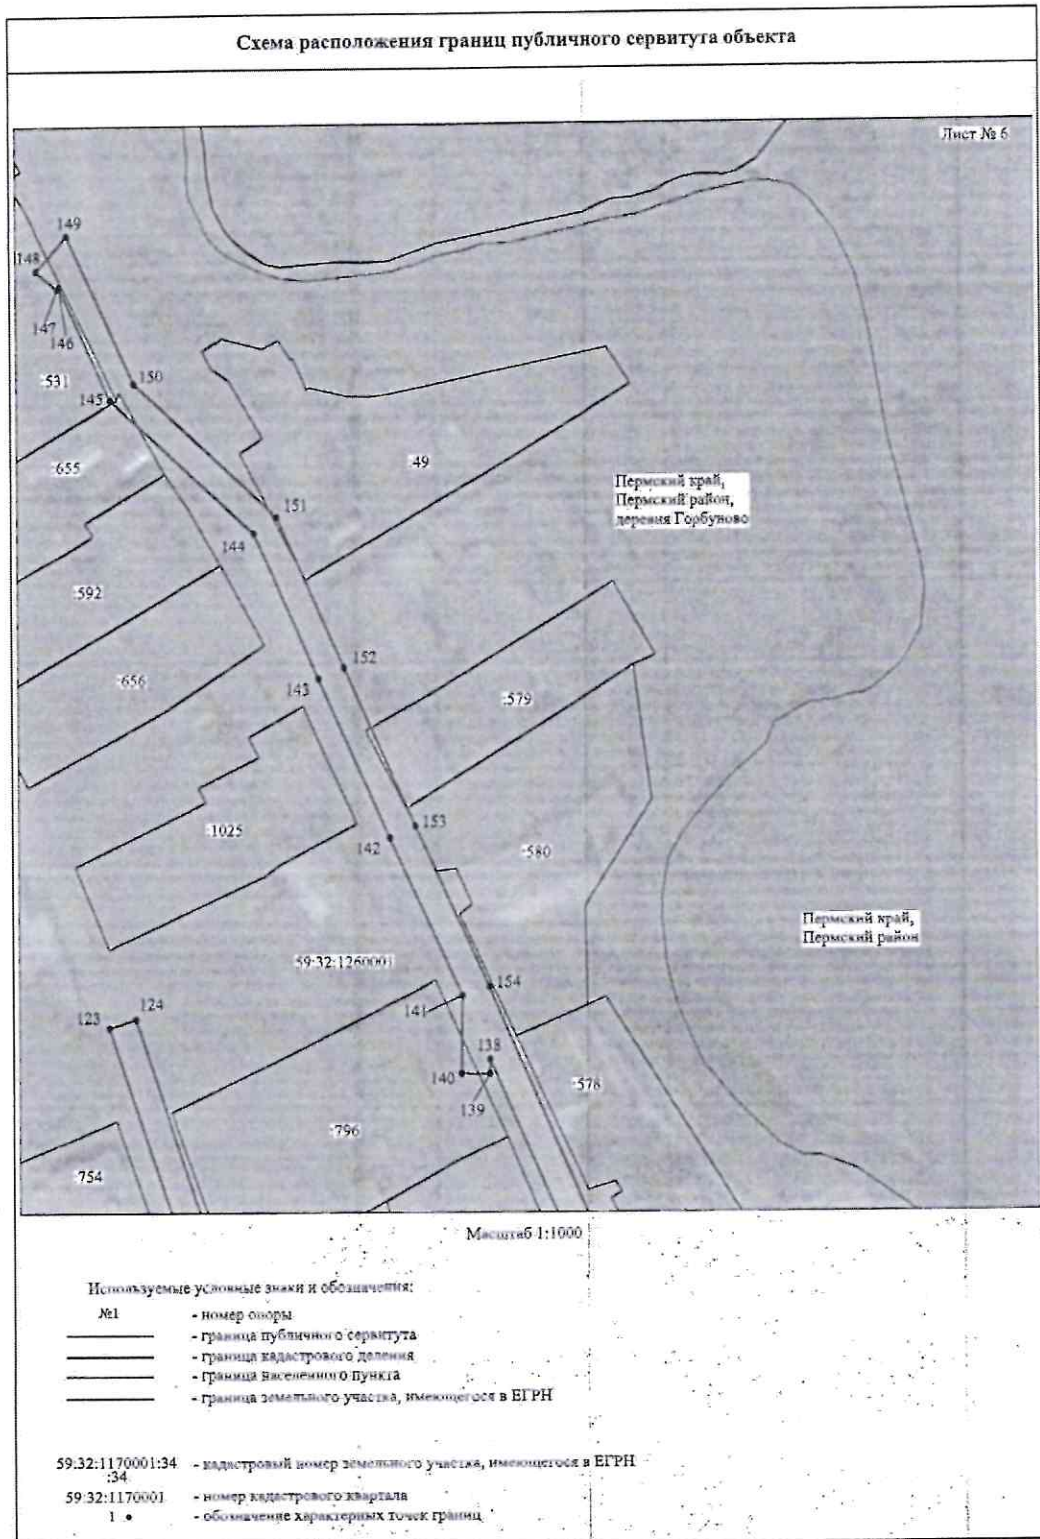 Схема расположения границ публичного сервитута объекта
Лист № 6
149
148
147
146
:531
150
145
:655
:49
Пермский край,
Пермский район,
деревня Горбуново
151
144
:592
152
:656
143
:579
:1025
153
142
:580
Пермский край,
Пермский район
59:32:1260001
154
124
123
141
138
140
:578
139
:796
:754
Масштаб 1:1000
Используемые условные знаки и обозначения:
№1 - номер опоры
- граница публичного сервитута
- граница кадастрового деления
- граница населенного пункта
- граница земельного участка, имеющегося в ЕГРН
59:32:1170001:34 - кадастровый номер земельного участка, имеющегося в ЕГРН
:34
59:32:1170001 - номер кадастрового квартала
1 - обозначение характерных точек границ